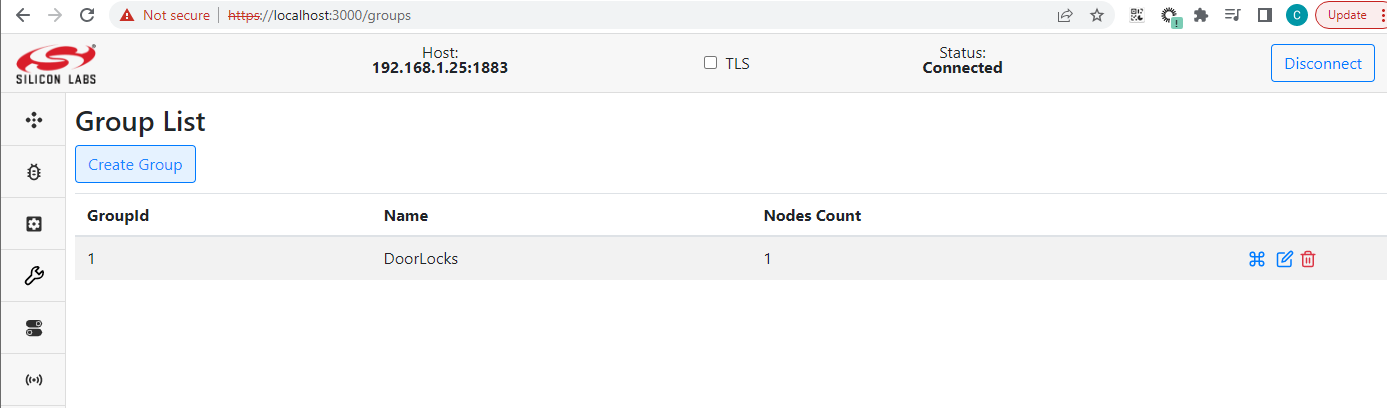 Not secure
https://localhost:3000/groups
C
Update
SILICON LABS
Host:
192.168.1.25:1883
TLS
Status:
Connected
Disconnect
Group List
Create Group
GroupId Name Nodes Count
1 DoorLocks 1